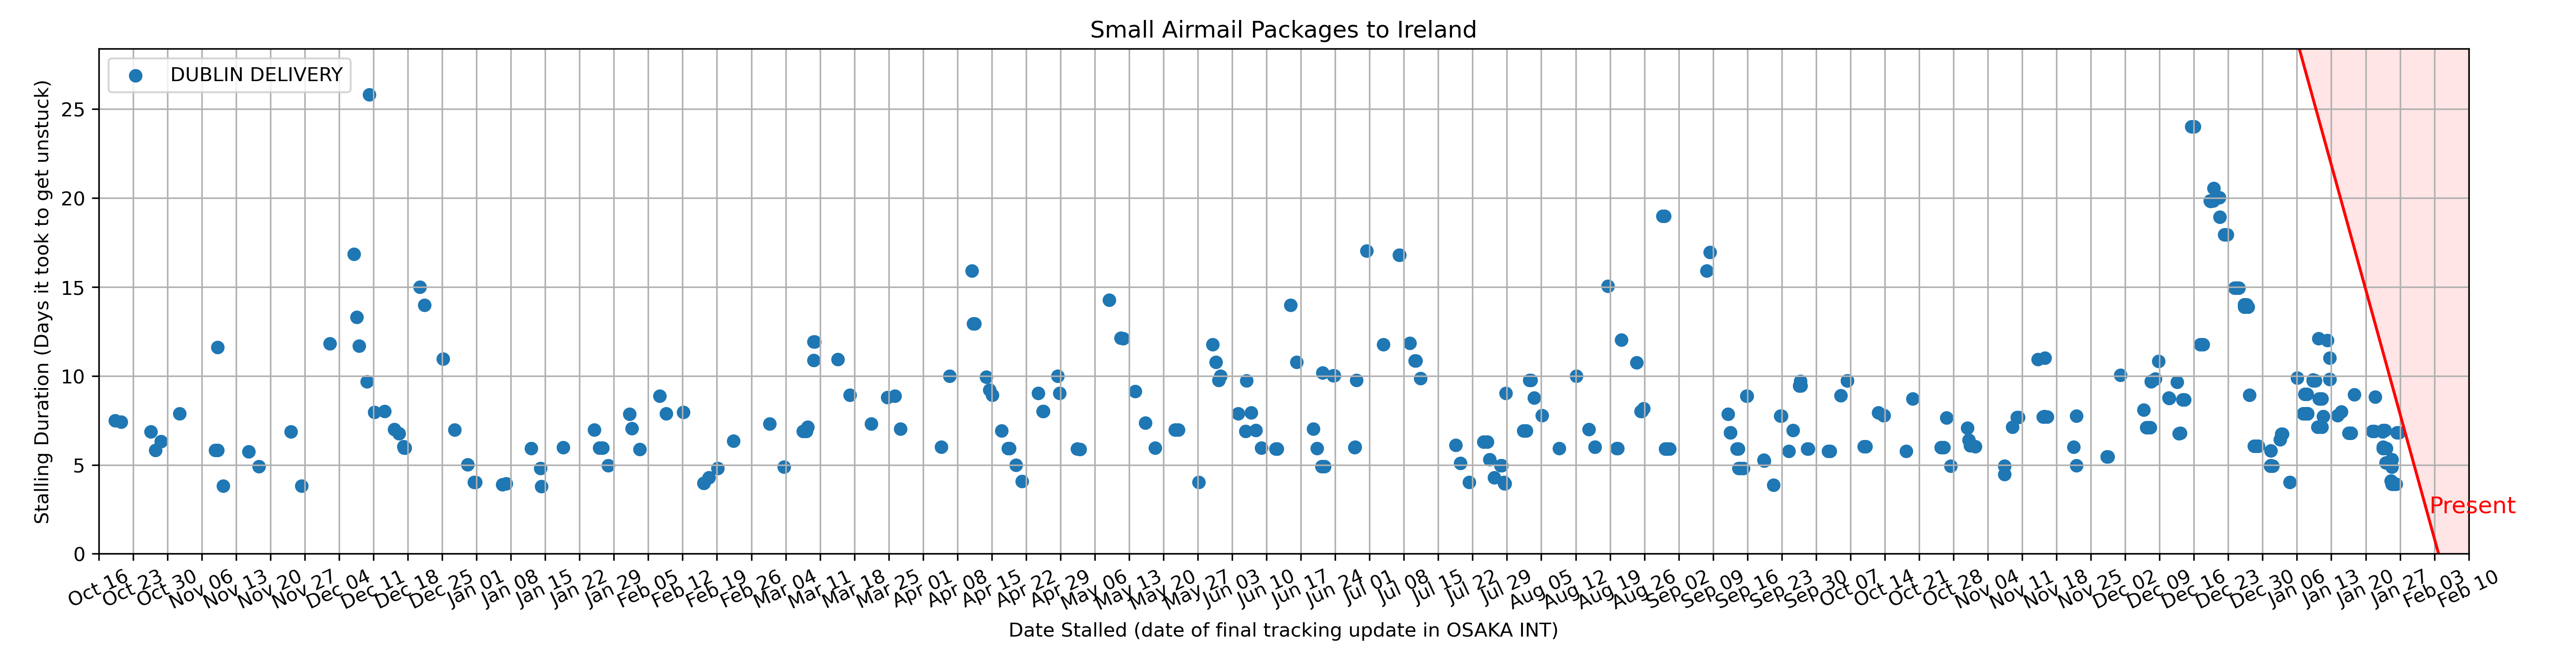 Small Airmail Packages to Ireland
DUBLIN DELIVERY
Stalling Duration (Days it took to get unstuck)
25
20
15
10
5
0
Present
Oct 16 Oct 23 Oct 30 Nov 06 Nov 13 Nov 20 Nov 27 Dec 04 Dec 11 Dec 18 Dec 25 Jan 01 Jan 08 Jan 15 Jan 22 Jan 29 Feb 05 Feb 12 Feb 19 Feb 26 Mar 04 Mar 11 Mar 18 Mar 25 Apr 01 Apr 08 Apr 15 Apr 22 Apr 29 May 06 May 13 May 20 May 27 Jun 03 Jun 10 Jun 17 Jun 24 Jul 01 Jul 08 Jul 15 Jul 22 Jul 29 Aug 05 Aug 12 Aug 19 Aug 26 Sep 02 Sep 09 Sep 16 Sep 23 Sep 30 Oct 07 Oct 14 Oct 21 Oct 28 Nov 04 Nov 11 Nov 18 Nov 25 Dec 02 Dec 09 Dec 16 Dec 23 Dec 30 Jan 06 Jan 13 Jan 20 Jan 27 Feb 03 Feb 10
Date Stalled (date of final tracking update in OSAKA INT)